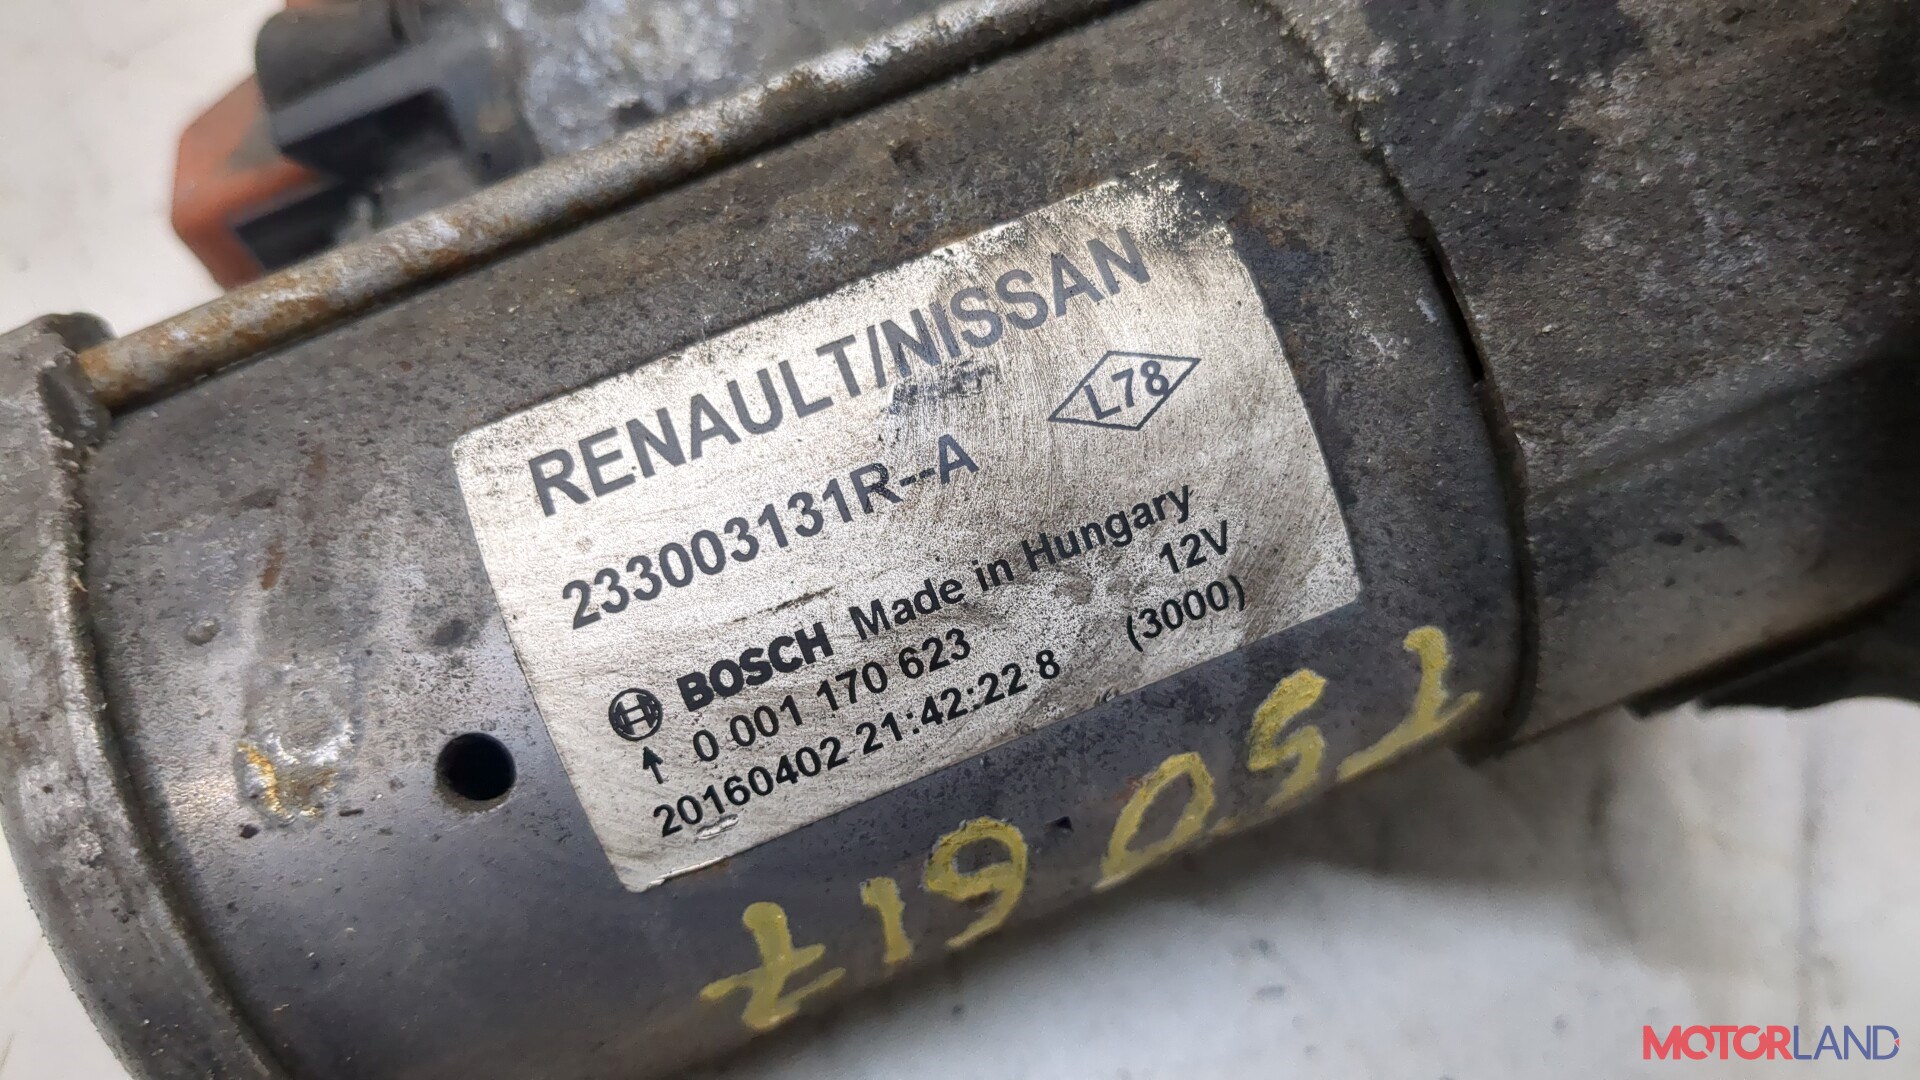 RENAULT/NISSAN
L78
233003131R--A
BOSCH Made in Hungary
0 001 170 623 12V
20160402 21:42:22 8 (3000)
MOTORLAND